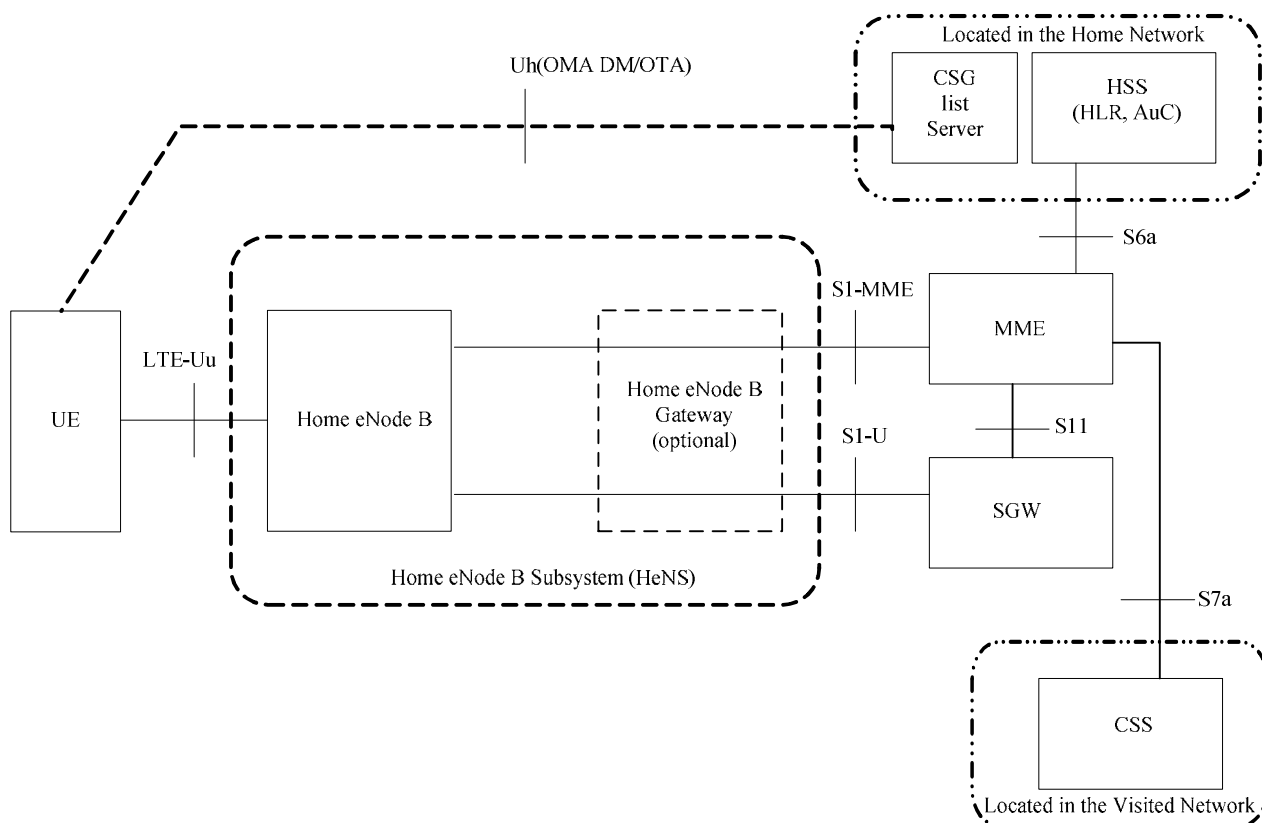 Located in the Home Network
Uh(OMA DM/OTA)
CSG
list
Server
HSS
(HLR, AuC)
S6a
S1-MME
MME
LTE-Uu
UE
Home eNode B
Home eNode B
Gateway
(optional)
S1-U
S11
SGW
Home eNode B Subsystem (HeNS)
S7a
CSS
Located in the Visited Network